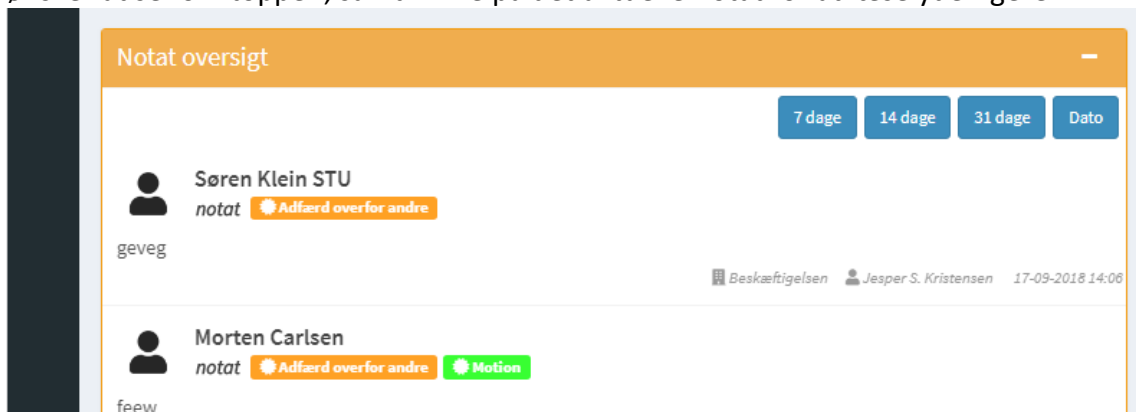 Notat oversigt
7 dage 14 dage 31 dage Dato
Søren Klein STU
notat Adfærd overfor andre
geveg
Beskæftigelsen Jesper S. Kristensen 17-09-2018 14:06
Morten Carlsen
notat Adfærd overfor andre Motion
feew